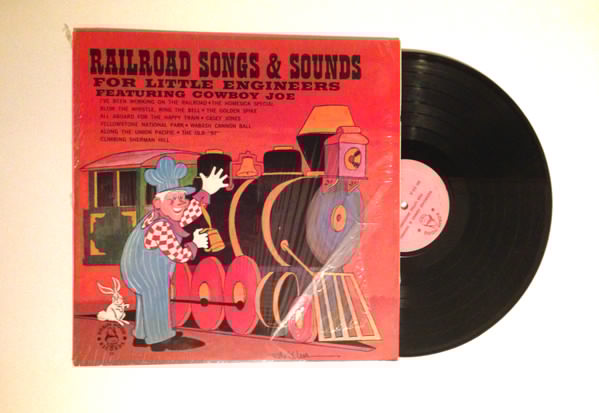 RAILROAD SONGS & SOUNDS
FOR LITTLE ENGINEERS
FEATURING COWBOY JOE
I'VE BEEN WORKING ON THE RAILROAD • THE HOMESICK SPECIAL
BLOW THE WHISTLE, RING THE BELL • THE GOLDEN SPIKE
ALL ABOARD FOR THE HAPPY TRAIN • CASEY JONES
YELLOWSTONE NATIONAL PARK • WABASH CANNON BALL
ALONG THE UNION PACIFIC • THE OLD "97"
CLIMBING SHERMAN HILL
RECORDS